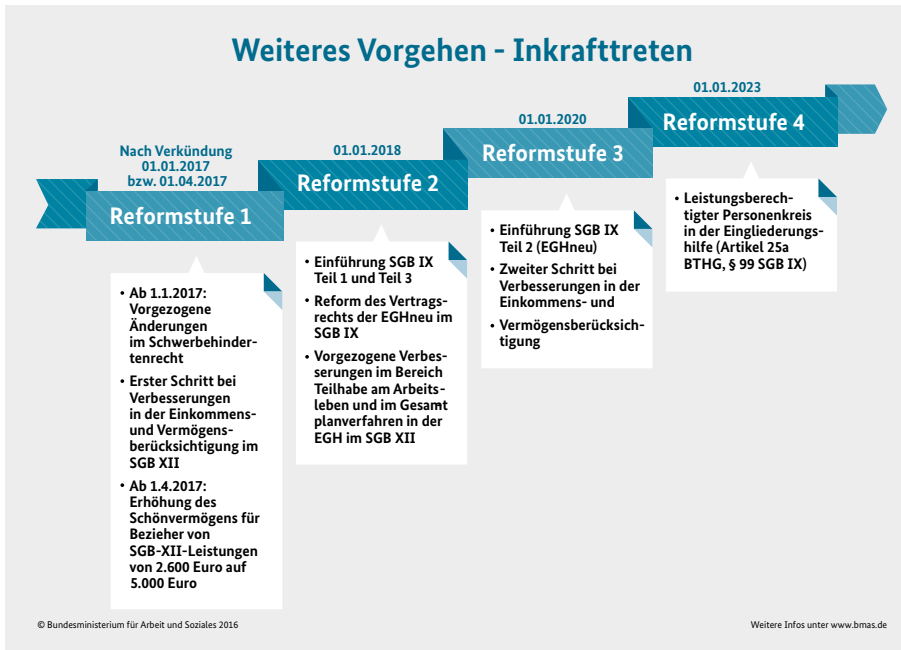 Weiteres Vorgehen - Inkrafttreten
Nach Verkündung
01.01.2017
bzw. 01.04.2017
Reformstufe 1
• Ab 1.1.2017:
Vorgezogene
Änderungen
im Schwerbehinder-
tenrecht
• Erster Schritt bei
Verbesserungen
in der Einkommens-
und Vermögens-
berücksichtigung im
SGB XII
• Ab 1.4.2017:
Erhöhung des
Schönvermögens für
Bezieher von
SGB-XII-Leistungen
von 2.600 Euro auf
5.000 Euro
01.01.2018
Reformstufe 2
• Einführung SGB IX
Teil 1 und Teil 3
• Reform des Vertrags-
rechts der EGHneu im
SGB IX
• Vorgezogene Verbes-
serungen im Bereich
Teilhabe am Arbeits-
leben und im Gesamt-
planverfahren in der
EGH im SGB XII
01.01.2020
Reformstufe 3
• Einführung SGB IX
Teil 2 (EGHneu)
• Zweiter Schritt bei
Verbesserungen in der
Einkommens- und
• Vermögensberücksich-
tigung
01.01.2023
Reformstufe 4
• Leistungsberech-
tigter Personenkreis
in der Eingliederungs-
hilfe (Artikel 25a
BTHG, § 99 SGB IX)
© Bundesministerium für Arbeit und Soziales 2016
Weitere Infos unter www.bmas.de